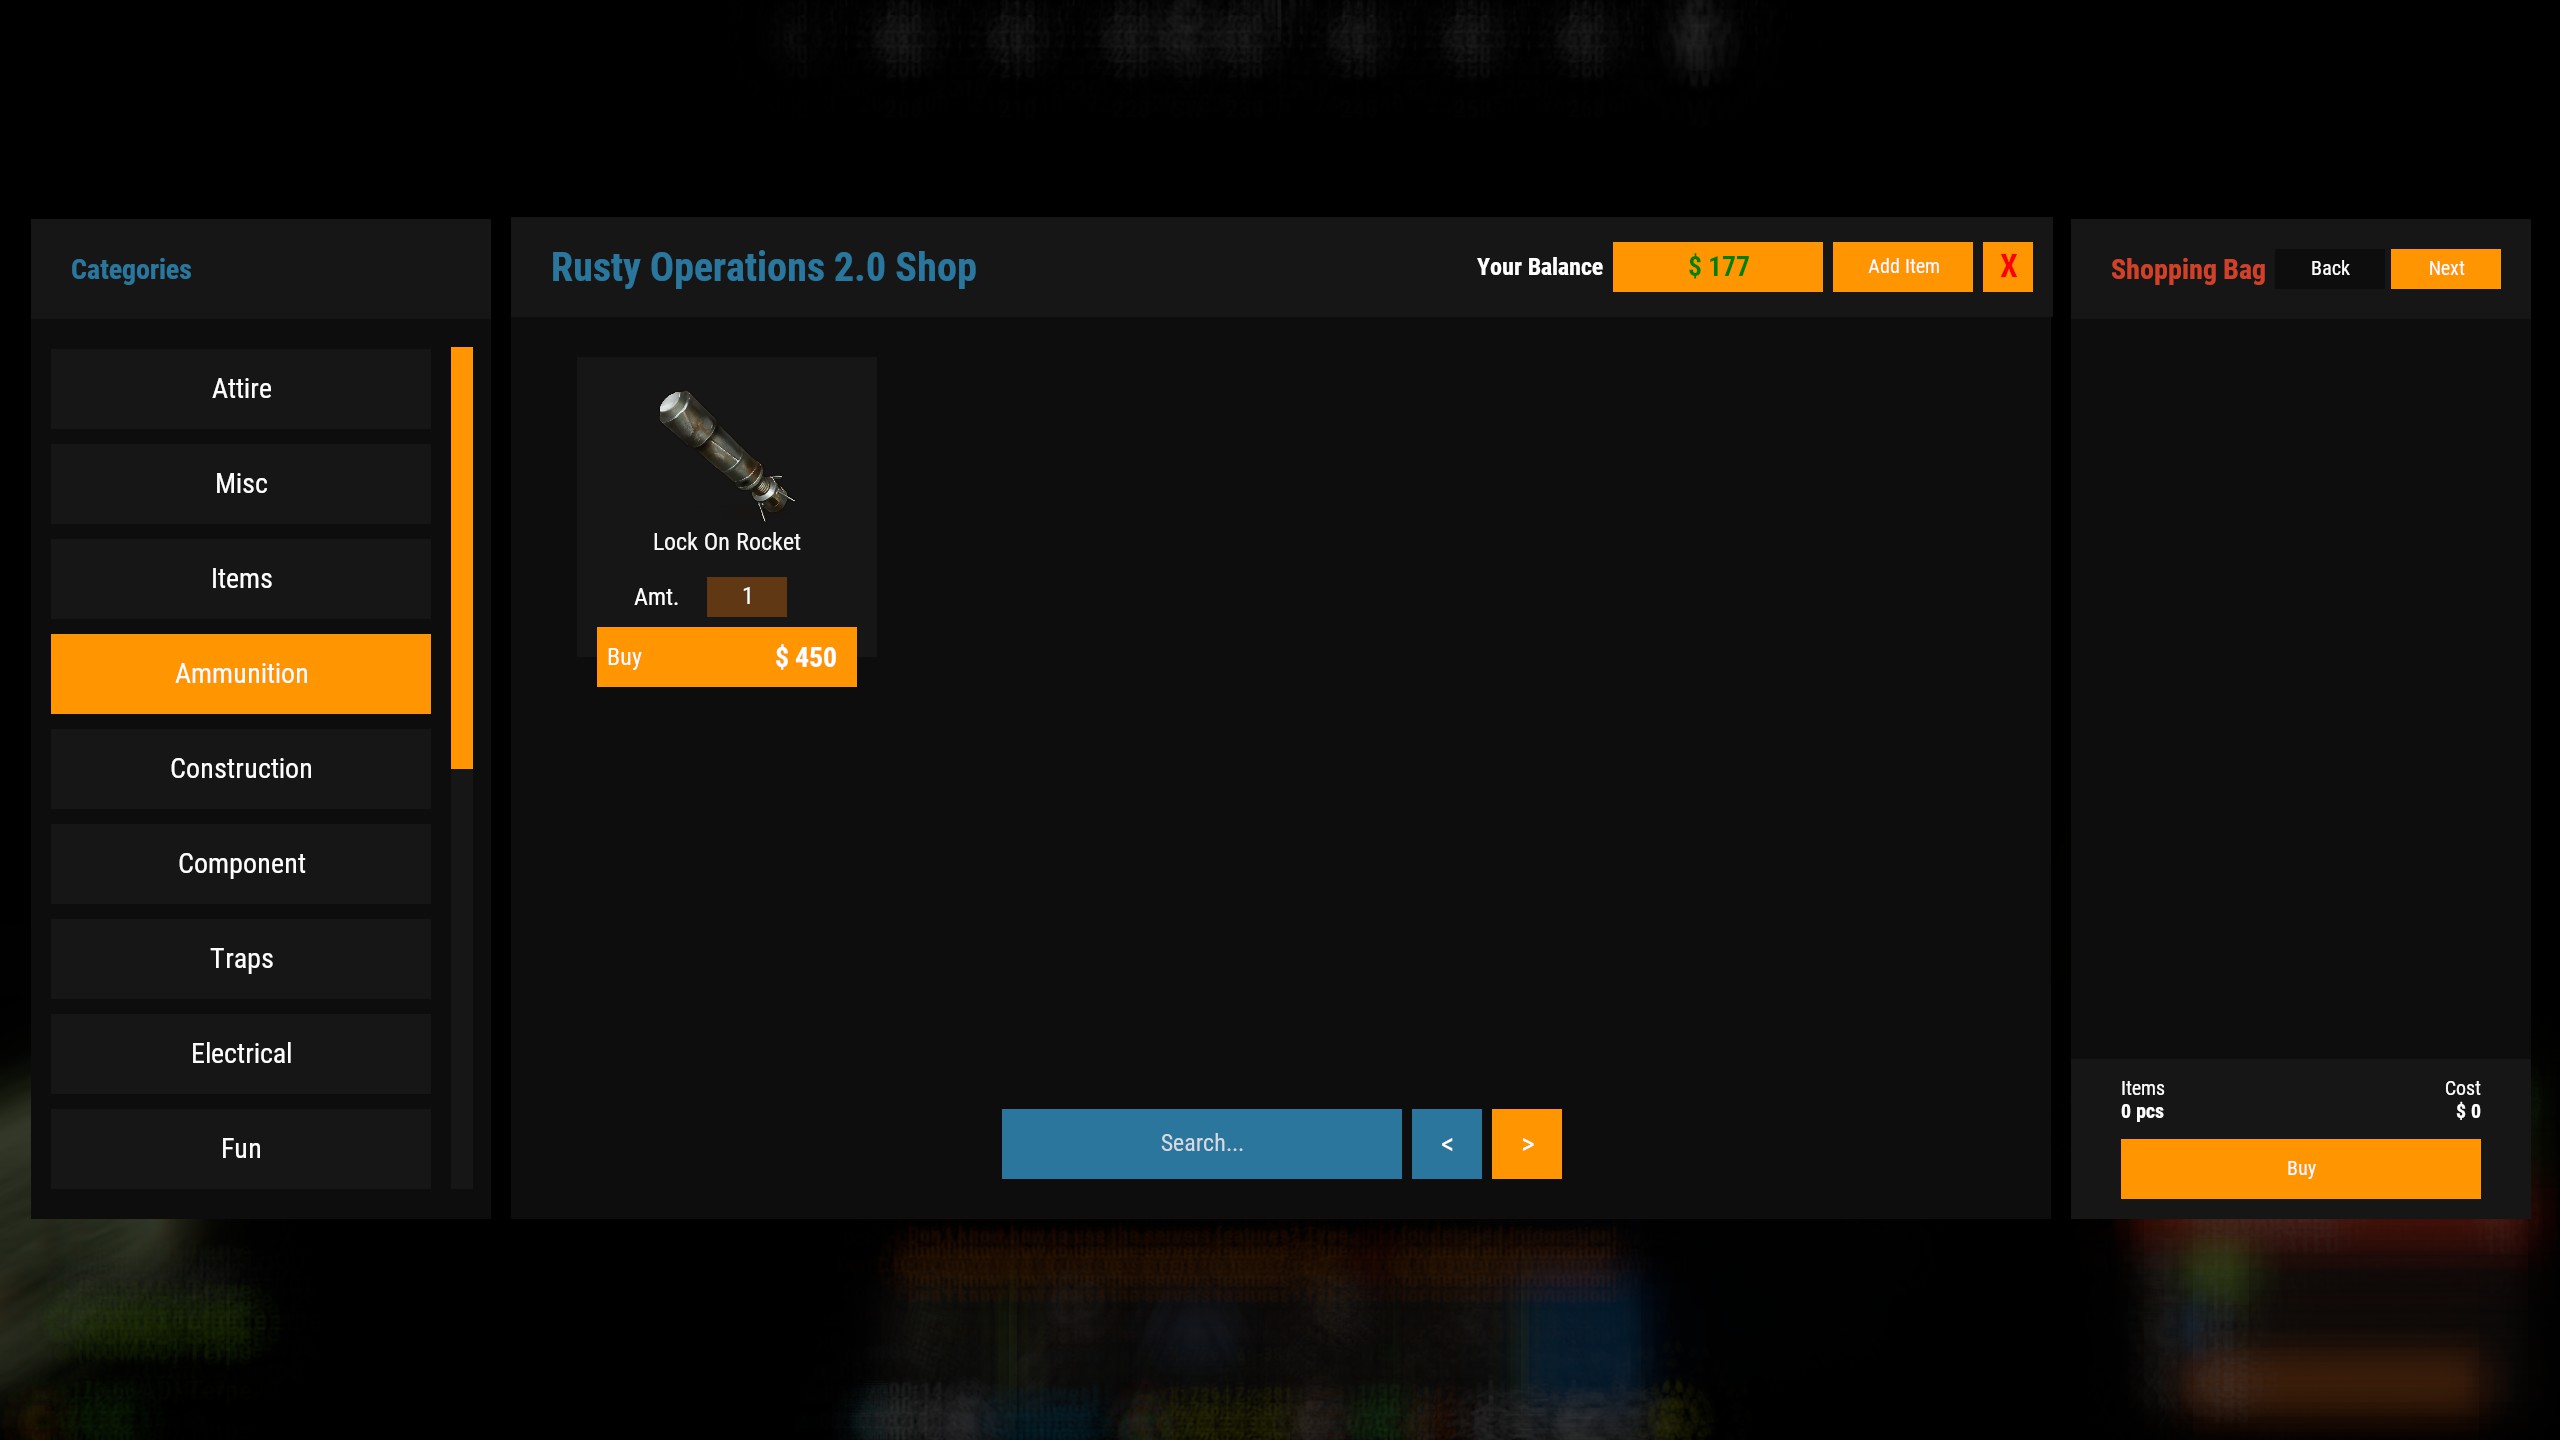 Categories
Attire
Misc
Items
Ammunition
Construction
Component
Traps
Electrical
Fun
Rusty Operations 2.0 Shop
Your Balance
$ 177
Add Item
X
Lock On Rocket
Amt. 1
Buy $ 450
Search...
<
>
Shopping Bag
Back
Next
Items Cost
0 pcs $ 0
Buy